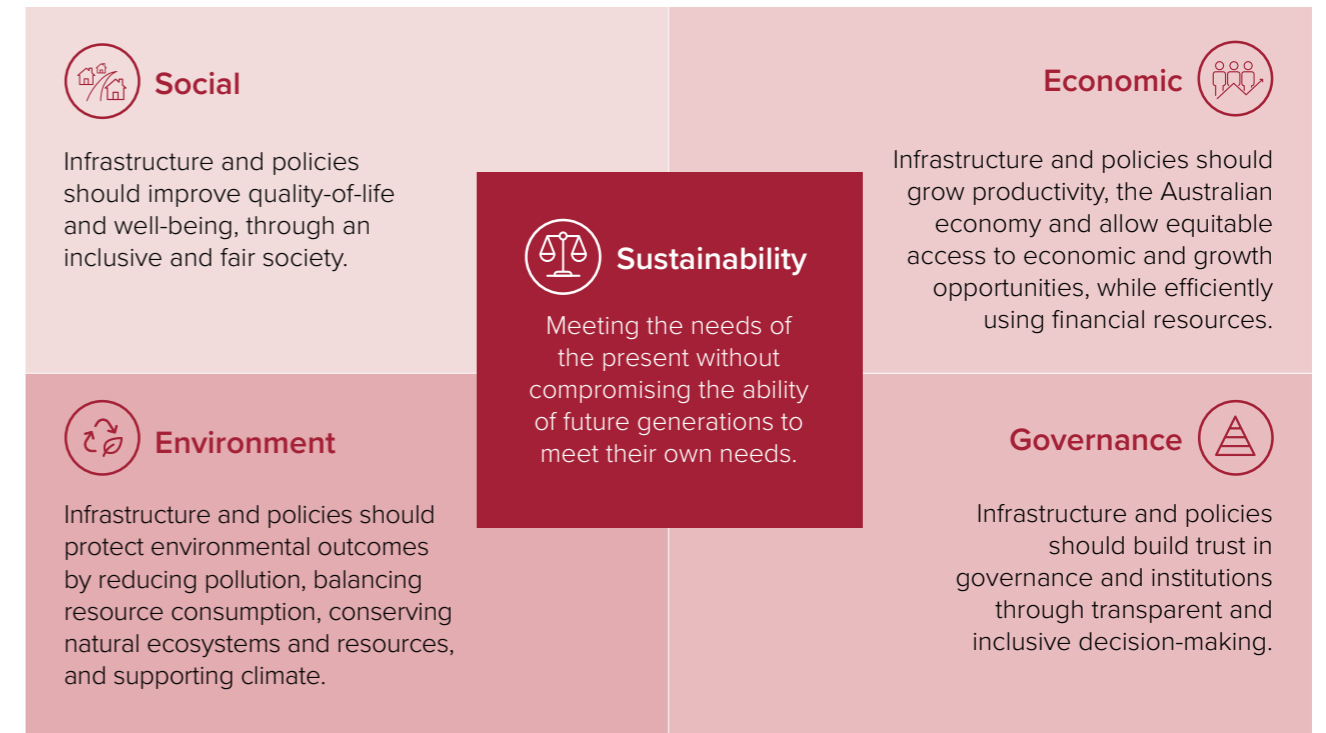 Social
Infrastructure and policies
should improve quality-of-life
and well-being, through an
inclusive and fair society.
Economic
Infrastructure and policies should
grow productivity, the Australian
economy and allow equitable
access to economic and growth
opportunities, while efficiently
using financial resources.
Sustainability
Meeting the needs of
the present without
compromising the ability
of future generations to
meet their own needs.
Environment
Infrastructure and policies should
protect environmental outcomes
by reducing pollution, balancing
resource consumption, conserving
natural ecosystems and resources,
and supporting climate.
Governance
Infrastructure and policies
should build trust in
governance and institutions
through transparent and
inclusive decision-making.